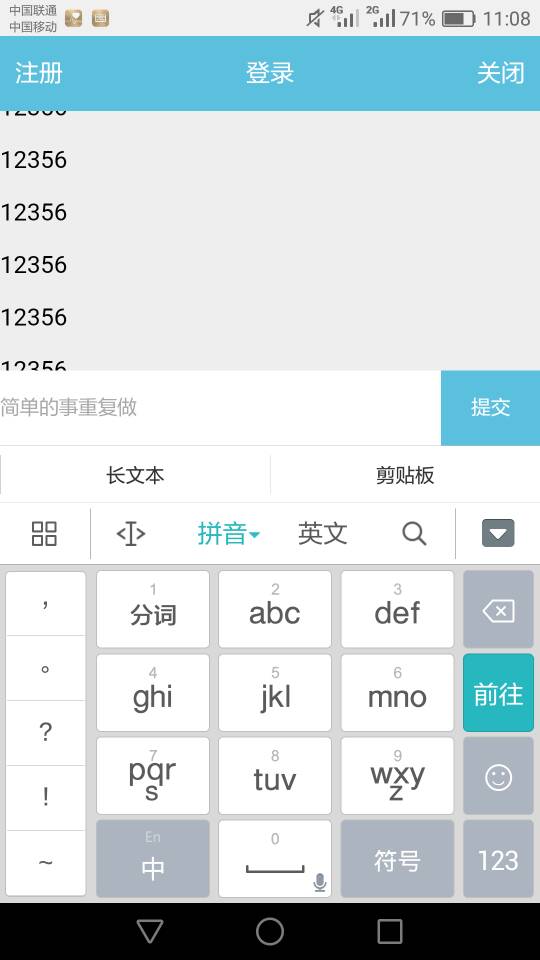 中国联通
中国移动
4G 2G 71% 11:08
注册 登录 关闭
12356
12356
12356
12356
12356
12356
简单的事重复做 提交
长文本 剪贴板
拼音 英文
， 1 2 3
分词 abc def
。 4 5 6
ghi jkl mno 前往
? 7 8 9
pqrs tuv wxyz
!
~ En 0
中 符号 123